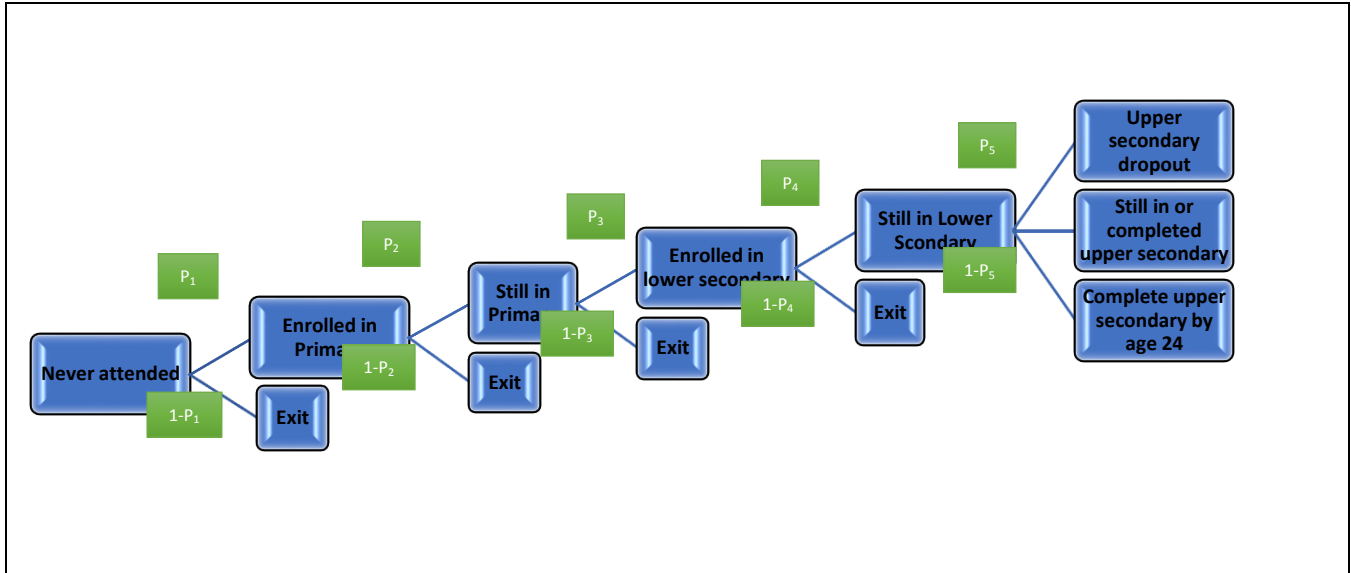 Never attended
P₁
1-P₁
Enrolled in
Prima
Exit
P₂
1-P₂
Still in
Prima
Exit
P₃
1-P₃
Enrolled in
lower secondary
Exit
P₄
1-P₄
Still in Lower
Scondary
Exit
P₅
1-P₅
Upper
secondary
dropout
Still in or
completed
upper secondary
Complete upper
secondary by
age 24